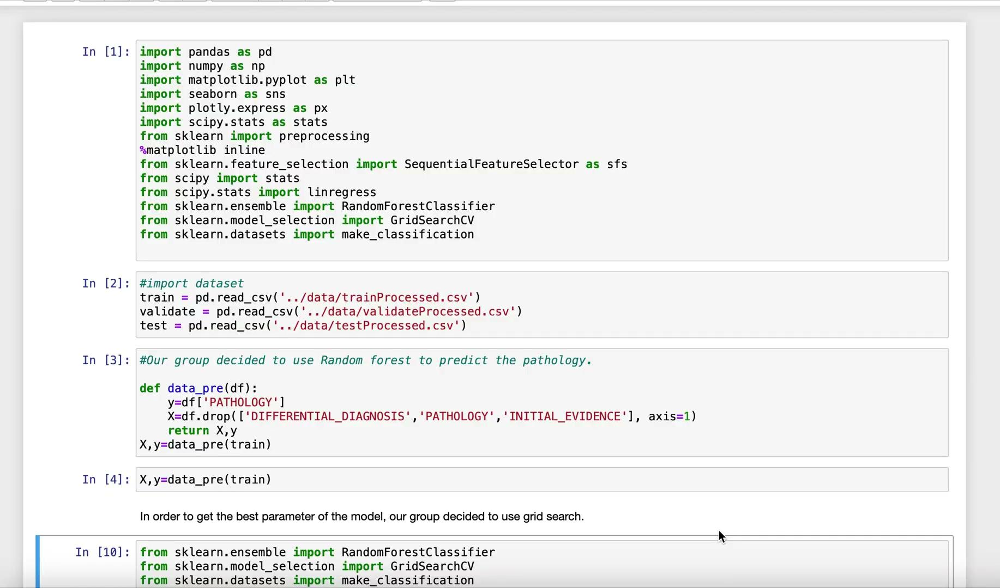 In [1]:
import pandas as pd
import numpy as np
import matplotlib.pyplot as plt
import seaborn as sns
import plotly.express as px
import scipy.stats as stats
from sklearn import preprocessing
%matplotlib inline
from sklearn.feature_selection import SequentialFeatureSelector as sfs
from scipy import stats
from scipy.stats import linregress
from sklearn.ensemble import RandomForestClassifier
from sklearn.model_selection import GridSearchCV
from sklearn.datasets import make_classification
In [2]:
#import dataset
train = pd.read_csv('../data/trainProcessed.csv')
validate = pd.read_csv('../data/validateProcessed.csv')
test = pd.read_csv('../data/testProcessed.csv')
In [3]:
#Our group decided to use Random forest to predict the pathology.
def data_pre(df):
    y=df['PATHOLOGY']
    X=df.drop(['DIFFERENTIAL_DIAGNOSIS','PATHOLOGY','INITIAL_EVIDENCE'], axis=1)
    return X,y
X,y=data_pre(train)
In [4]:
X,y=data_pre(train)
In order to get the best parameter of the model, our group decided to use grid search.
In [10]:
from sklearn.ensemble import RandomForestClassifier
from sklearn.model_selection import GridSearchCV
from sklearn.datasets import make_classification